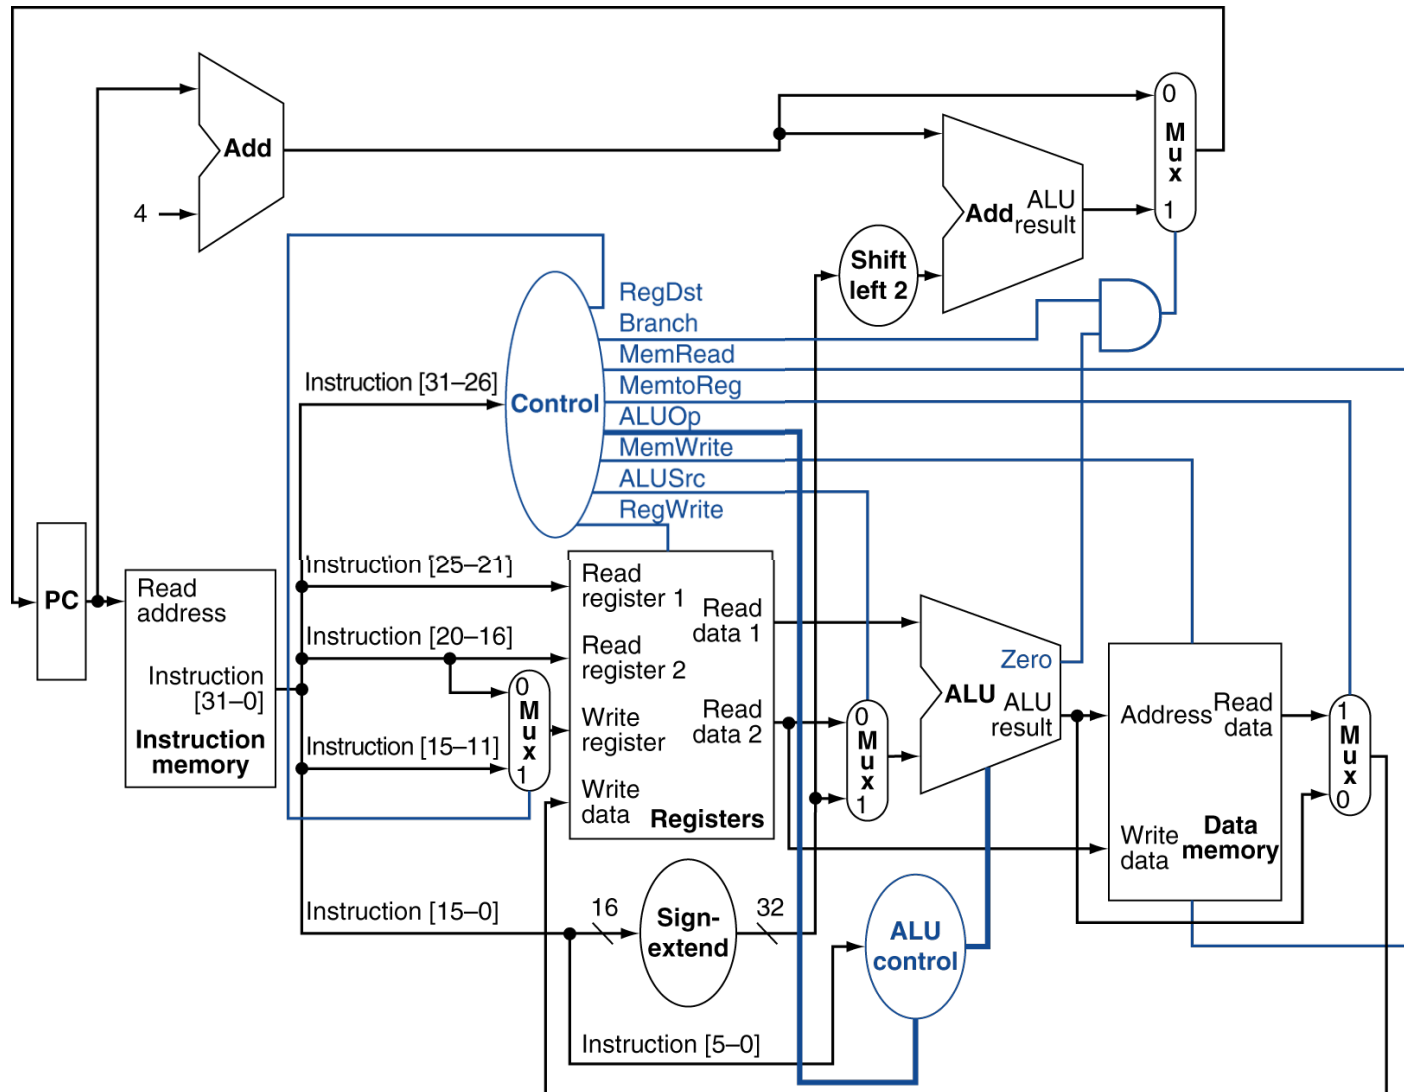 0
M
u
x
1
Add
4
Add
ALU
result
Shift
left 2
RegDst
Branch
MemRead
MemtoReg
ALUOp
MemWrite
ALUSrc
RegWrite
Control
Instruction [31–26]
Instruction [25–21]
Instruction [20–16]
Instruction [15–11]
Instruction [15–0]
Instruction [5–0]
PC
Read
address
Instruction
[31–0]
Instruction
memory
0
M
u
x
1
Read
register 1
Read
register 2
Write
register
Write
data
Read
data 1
Read
data 2
Registers
0
M
u
x
1
Zero
ALU
ALU
result
Address
Read
data
Write
data
Data
memory
1
M
u
x
0
16
Sign-
extend
32
ALU
control